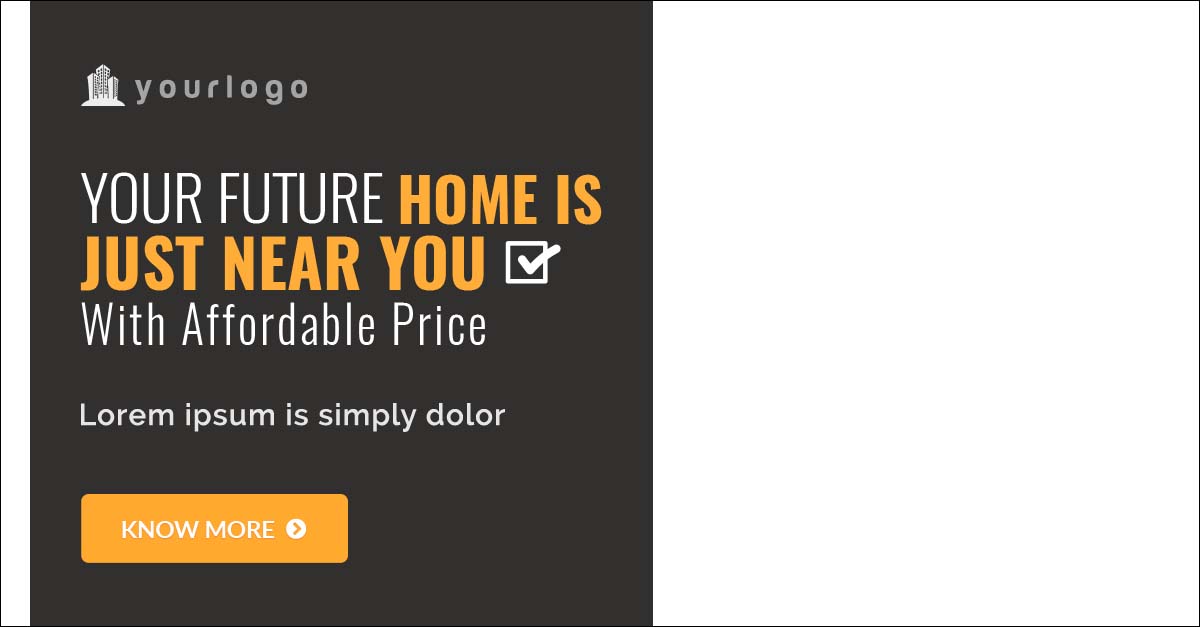 yourlogo
YOUR FUTURE HOME IS
JUST NEAR YOU
With Affordable Price
Lorem ipsum is simply dolor
KNOW MORE